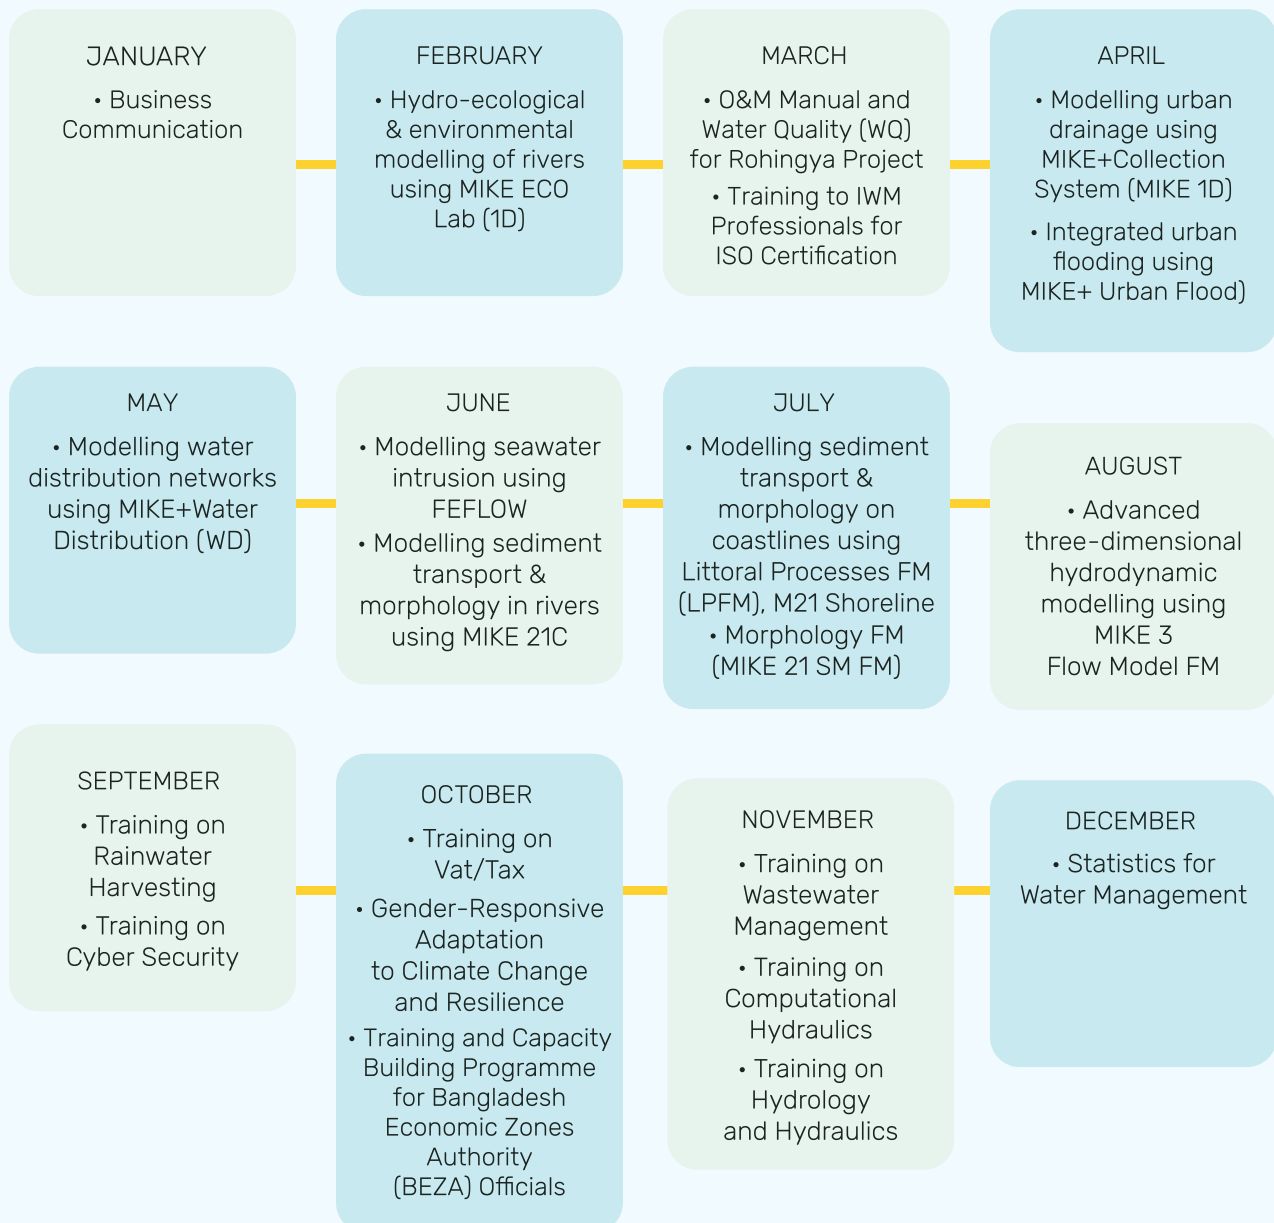 JANUARY
• Business
Communication
FEBRUARY
• Hydro-ecological
& environmental
modelling of rivers
using MIKE ECO
Lab (1D)
MARCH
• O&M Manual and
Water Quality (WQ)
for Rohingya Project
• Training to IWM
Professionals for
ISO Certification
APRIL
• Modelling urban
drainage using
MIKE+Collection
System (MIKE 1D)
• Integrated urban
flooding using
MIKE+ Urban Flood)
MAY
• Modelling water
distribution networks
using MIKE+Water
Distribution (WD)
JUNE
• Modelling seawater
intrusion using
FEFLOW
• Modelling sediment
transport &
morphology in rivers
using MIKE 21C
JULY
• Modelling sediment
transport &
morphology on
coastlines using
Littoral Processes FM
(LPFM), M21 Shoreline
• Morphology FM
(MIKE 21 SM FM)
AUGUST
• Advanced
three-dimensional
hydrodynamic
modelling using
MIKE 3
Flow Model FM
SEPTEMBER
• Training on
Rainwater
Harvesting
• Training on
Cyber Security
OCTOBER
• Training on
Vat/Tax
• Gender-Responsive
Adaptation
to Climate Change
and Resilience
• Training and Capacity
Building Programme
for Bangladesh
Economic Zones
Authority
(BEZA) Officials
NOVEMBER
• Training on
Wastewater
Management
• Training on
Computational
Hydraulics
• Training on
Hydrology
and Hydraulics
DECEMBER
• Statistics for
Water Management